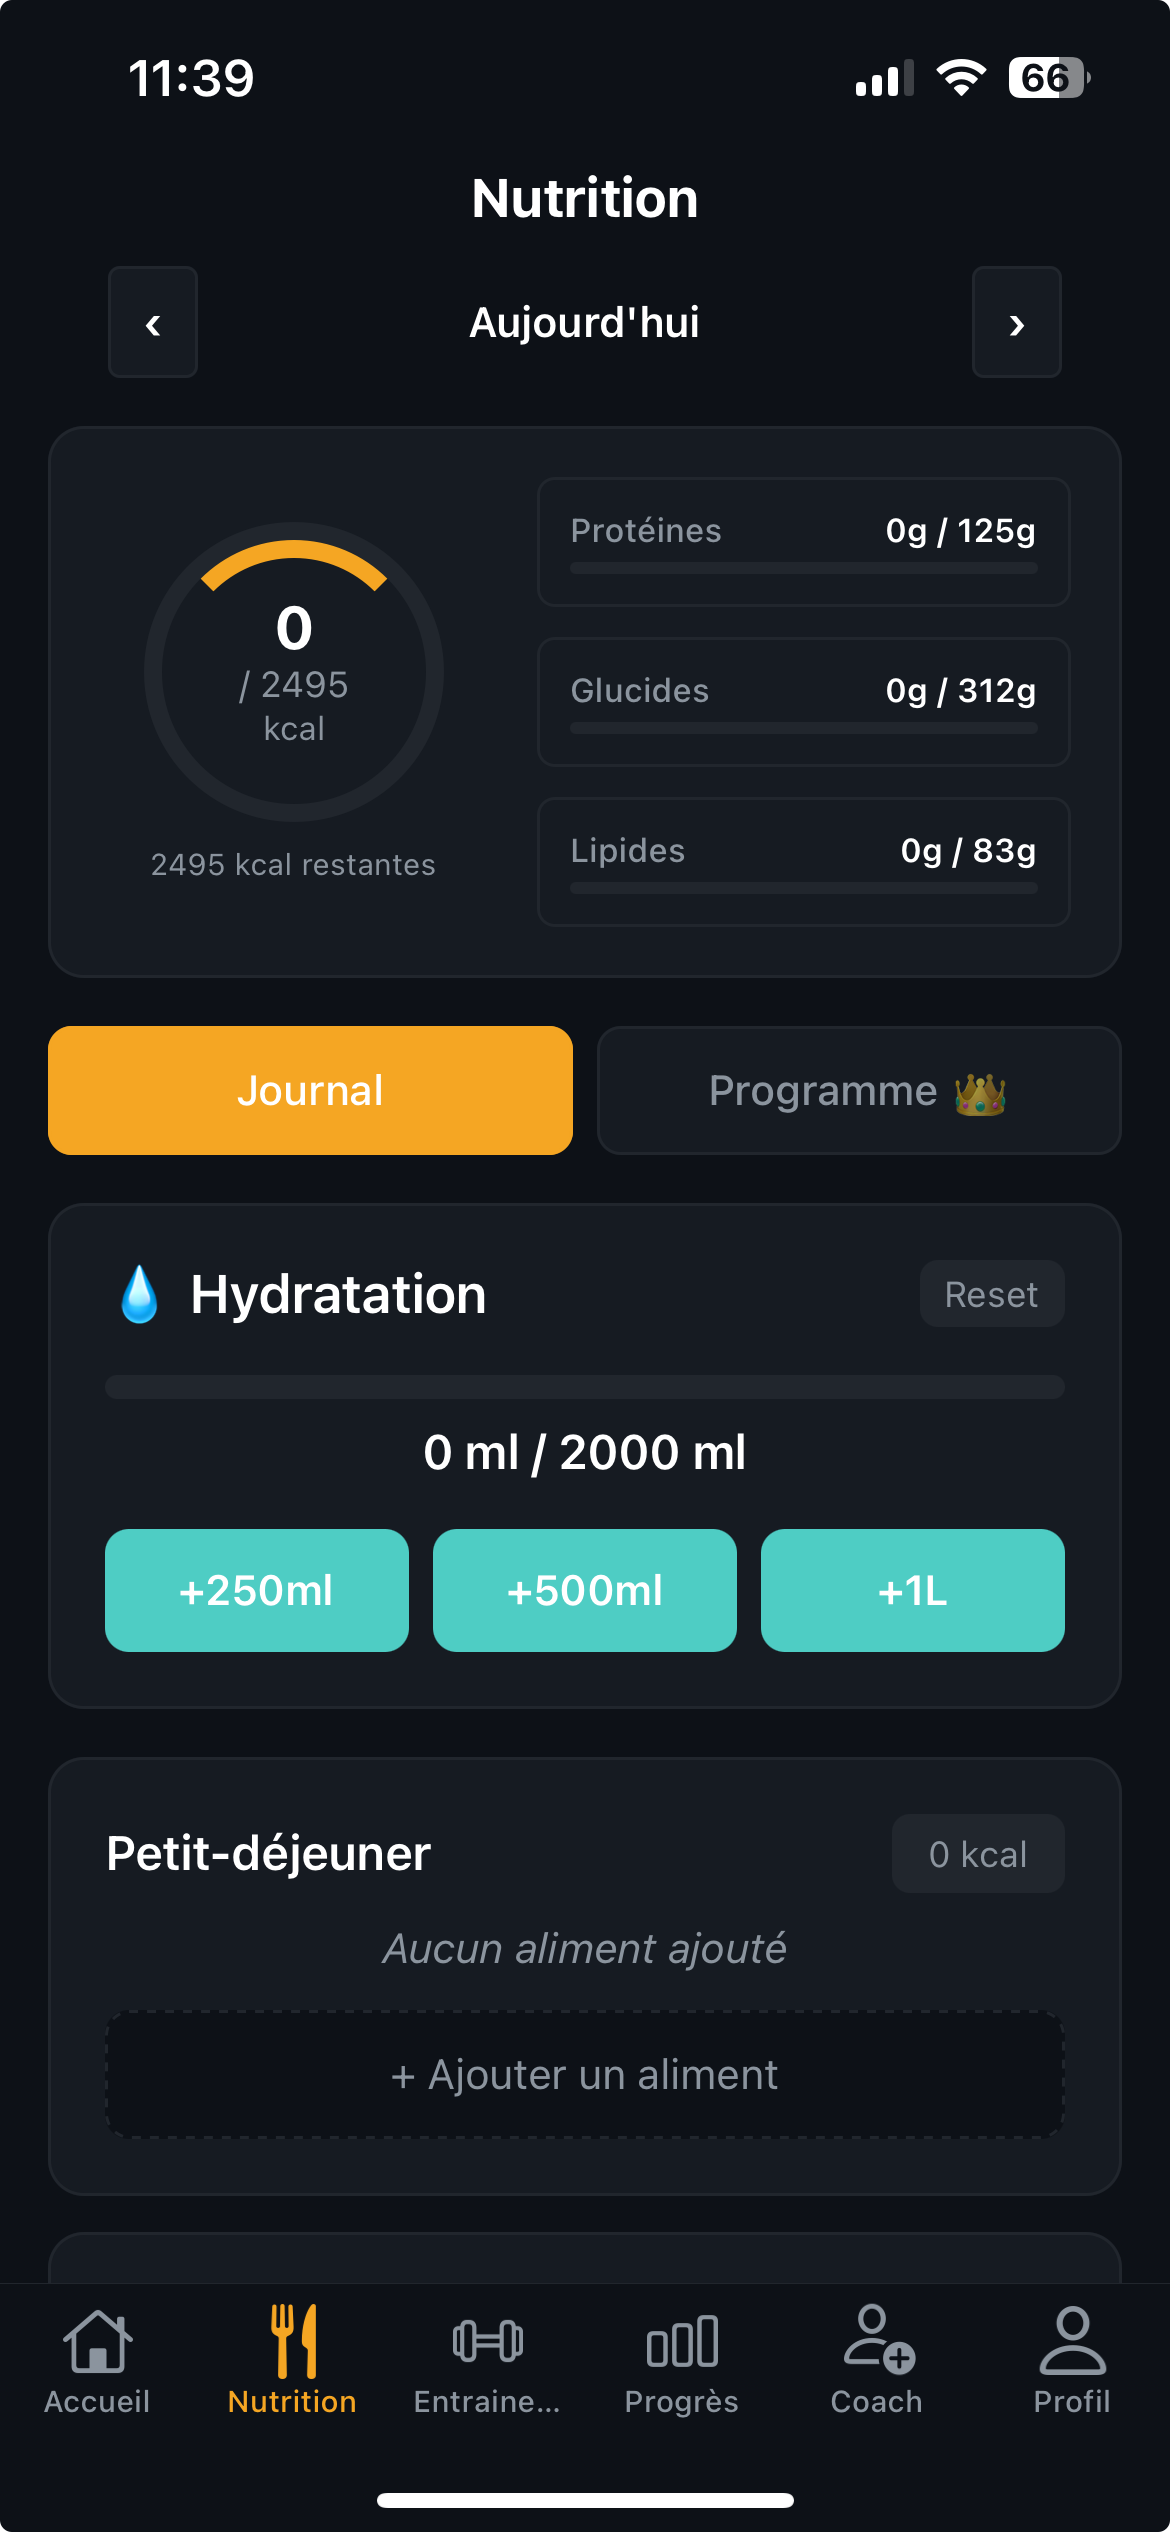 11:39
66
Nutrition
‹ Aujourd'hui ›
0
/ 2495
kcal
2495 kcal restantes
Protéines 0g / 125g
Glucides 0g / 312g
Lipides 0g / 83g
Journal
Programme 👑
💧 Hydratation
Reset
0 ml / 2000 ml
+250ml
+500ml
+1L
Petit-déjeuner
0 kcal
Aucun aliment ajouté
+ Ajouter un aliment
Accueil
Nutrition
Entraine...
Progrès
Coach
Profil